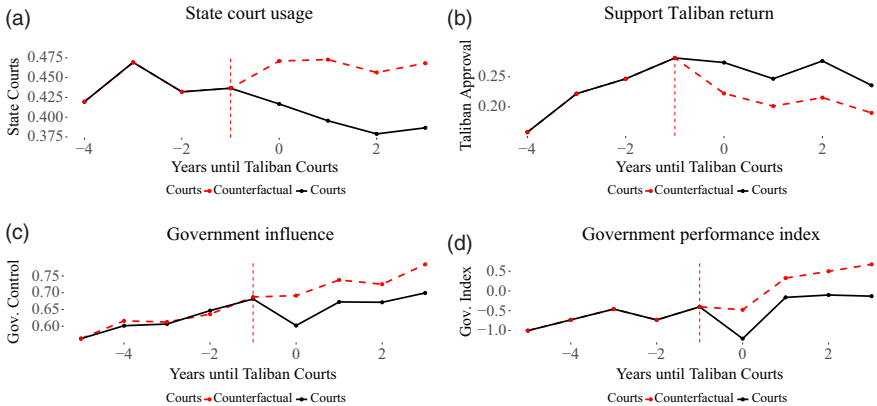 (a)
State court usage
State Courts
0.475
0.450
0.425
0.400
0.375
−4
−2
0
2
Years until Taliban Courts
Courts Counterfactual Courts
(b)
Support Taliban return
Taliban Approval
0.25
0.20
−4
−2
0
2
Years until Taliban Courts
Courts Counterfactual Courts
(c)
Government influence
Gov. Control
0.75
0.70
0.65
0.60
−4
−2
0
2
Years until Taliban Courts
Courts Counterfactual Courts
(d)
Government performance index
Gov. Index
0.5
0.0
−0.5
−1.0
−4
−2
0
2
Years until Taliban Courts
Courts Counterfactual Courts